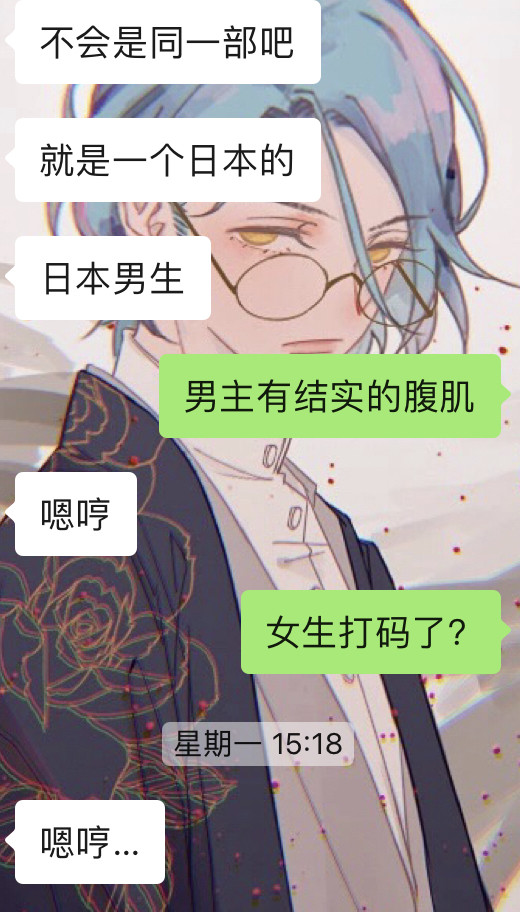 不会是同一部吧
就是一个日本的
日本男生
男主有结实的腹肌
嗯哼
女生打码了?
星期一 15:18
嗯哼...